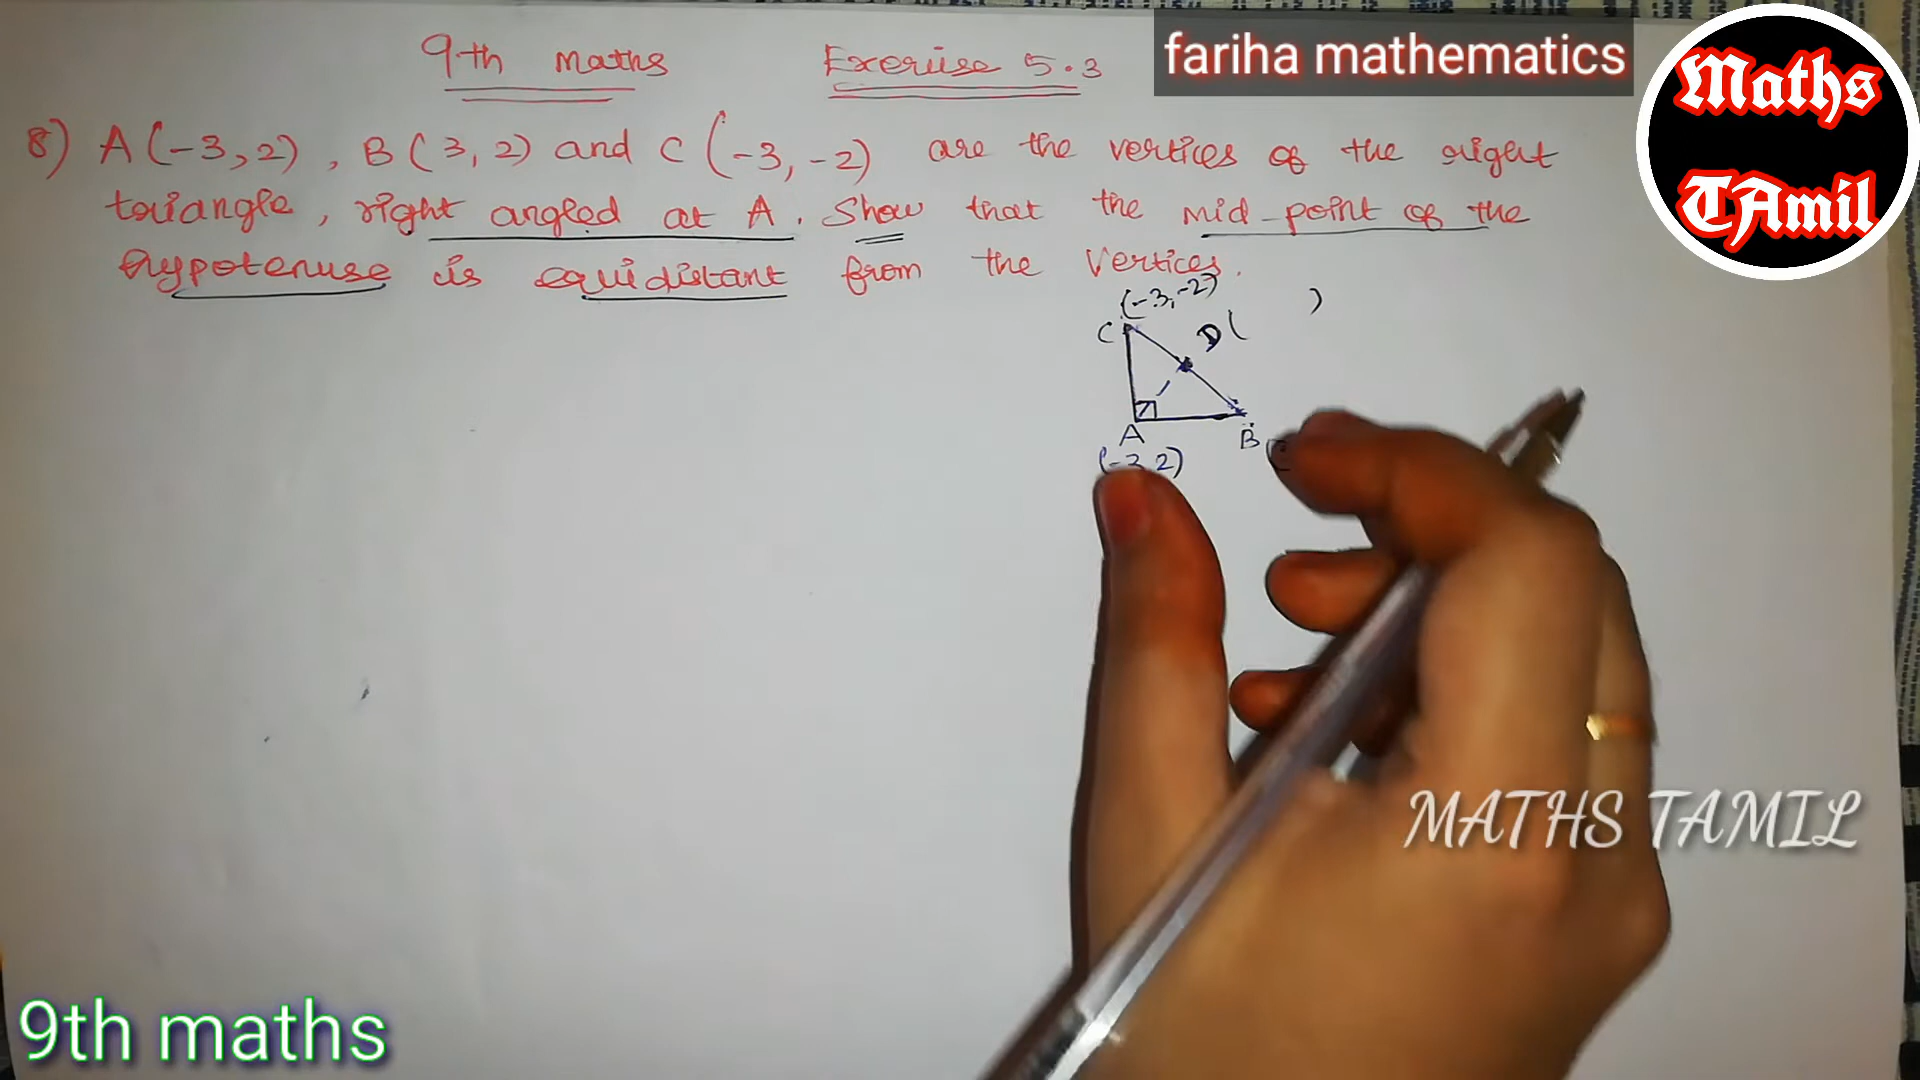 9th maths Exercise 5.3
fariha mathematics
Maths
TAmil
8) A(-3,2), B(3,2) and C(-3,-2) are the vertices of the right
triangle, right angled at A. Show that the mid-point of the
hypotenuse is equidistant from the vertices.
(-3,-2)
C D( )
A B
(-3,2)
MATHS TAMIL
9th maths